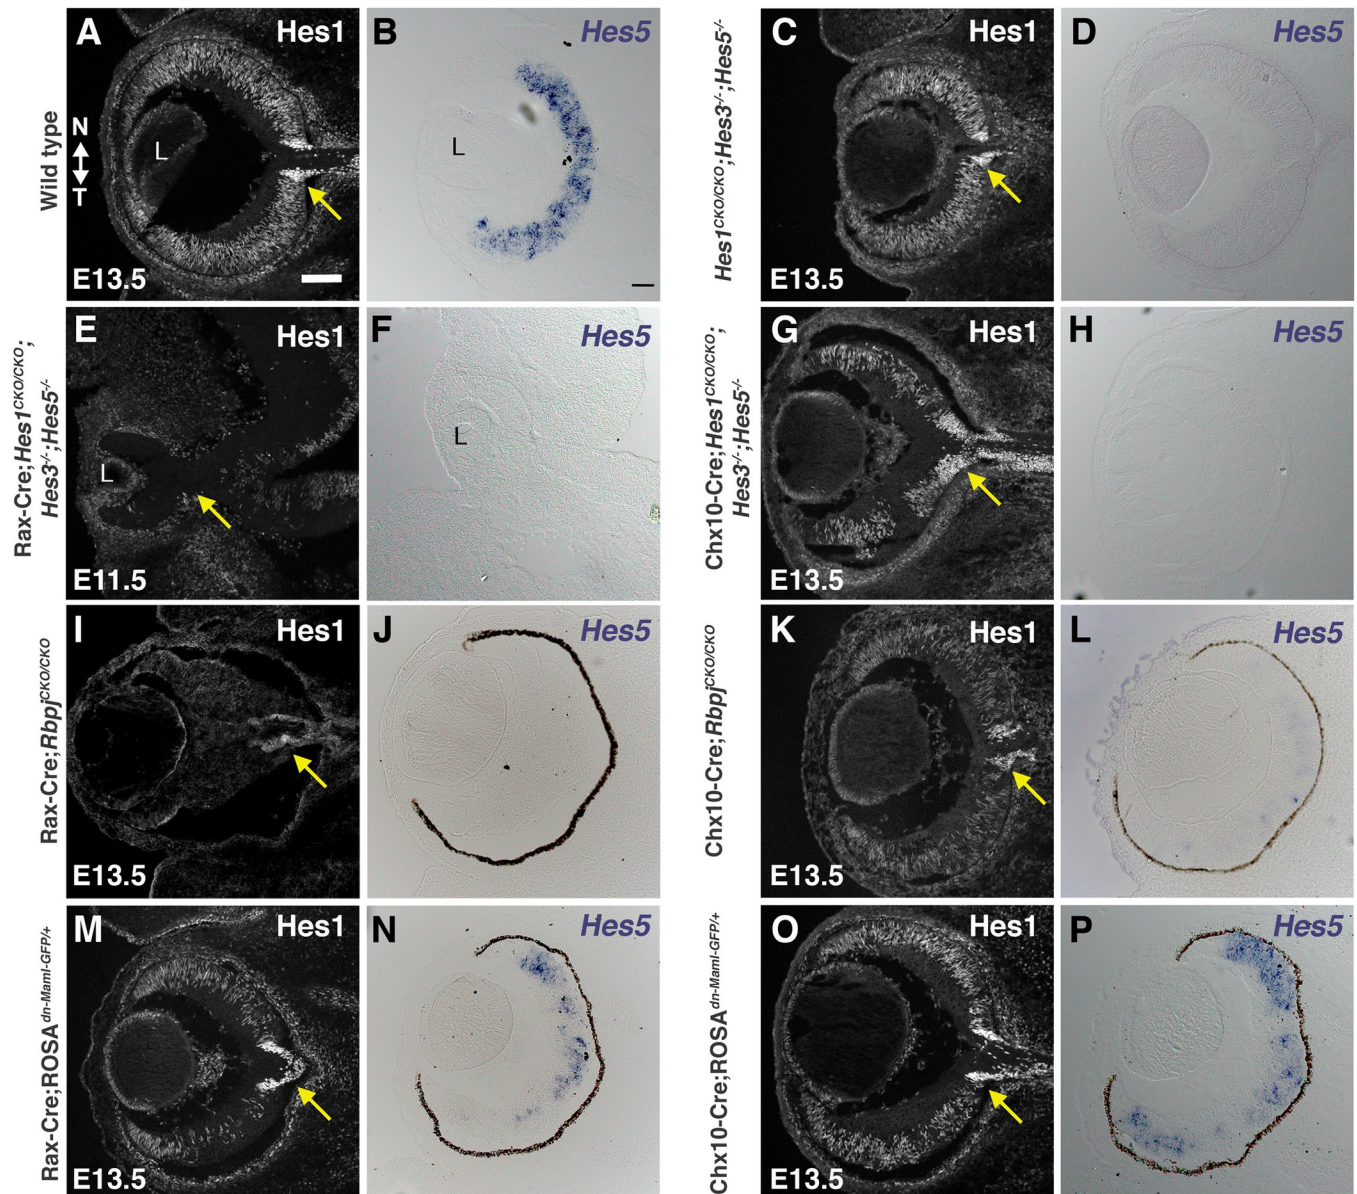 A Hes1
B Hes5
C Hes1
D Hes5
Wild type
N
T
L
L
E13.5
Hes1CKO/CKO;Hes3-/-;Hes5-/-
E13.5
E Hes1
F Hes5
G Hes1
H Hes5
Rax-Cre;Hes1CKO/CKO;
Hes3-/-;Hes5-/-
L
L
E11.5
Chx10-Cre;Hes1CKO/CKO;
Hes3-/-;Hes5-/-
E13.5
I Hes1
J Hes5
K Hes1
L Hes5
Rax-Cre;RbpjCKO/CKO
E13.5
Chx10-Cre;RbpjCKO/CKO
E13.5
M Hes1
N Hes5
O Hes1
P Hes5
Rax-Cre;ROSAdn-Maml-GFP/+
E13.5
Chx10-Cre;ROSAdn-Maml-GFP/+
E13.5